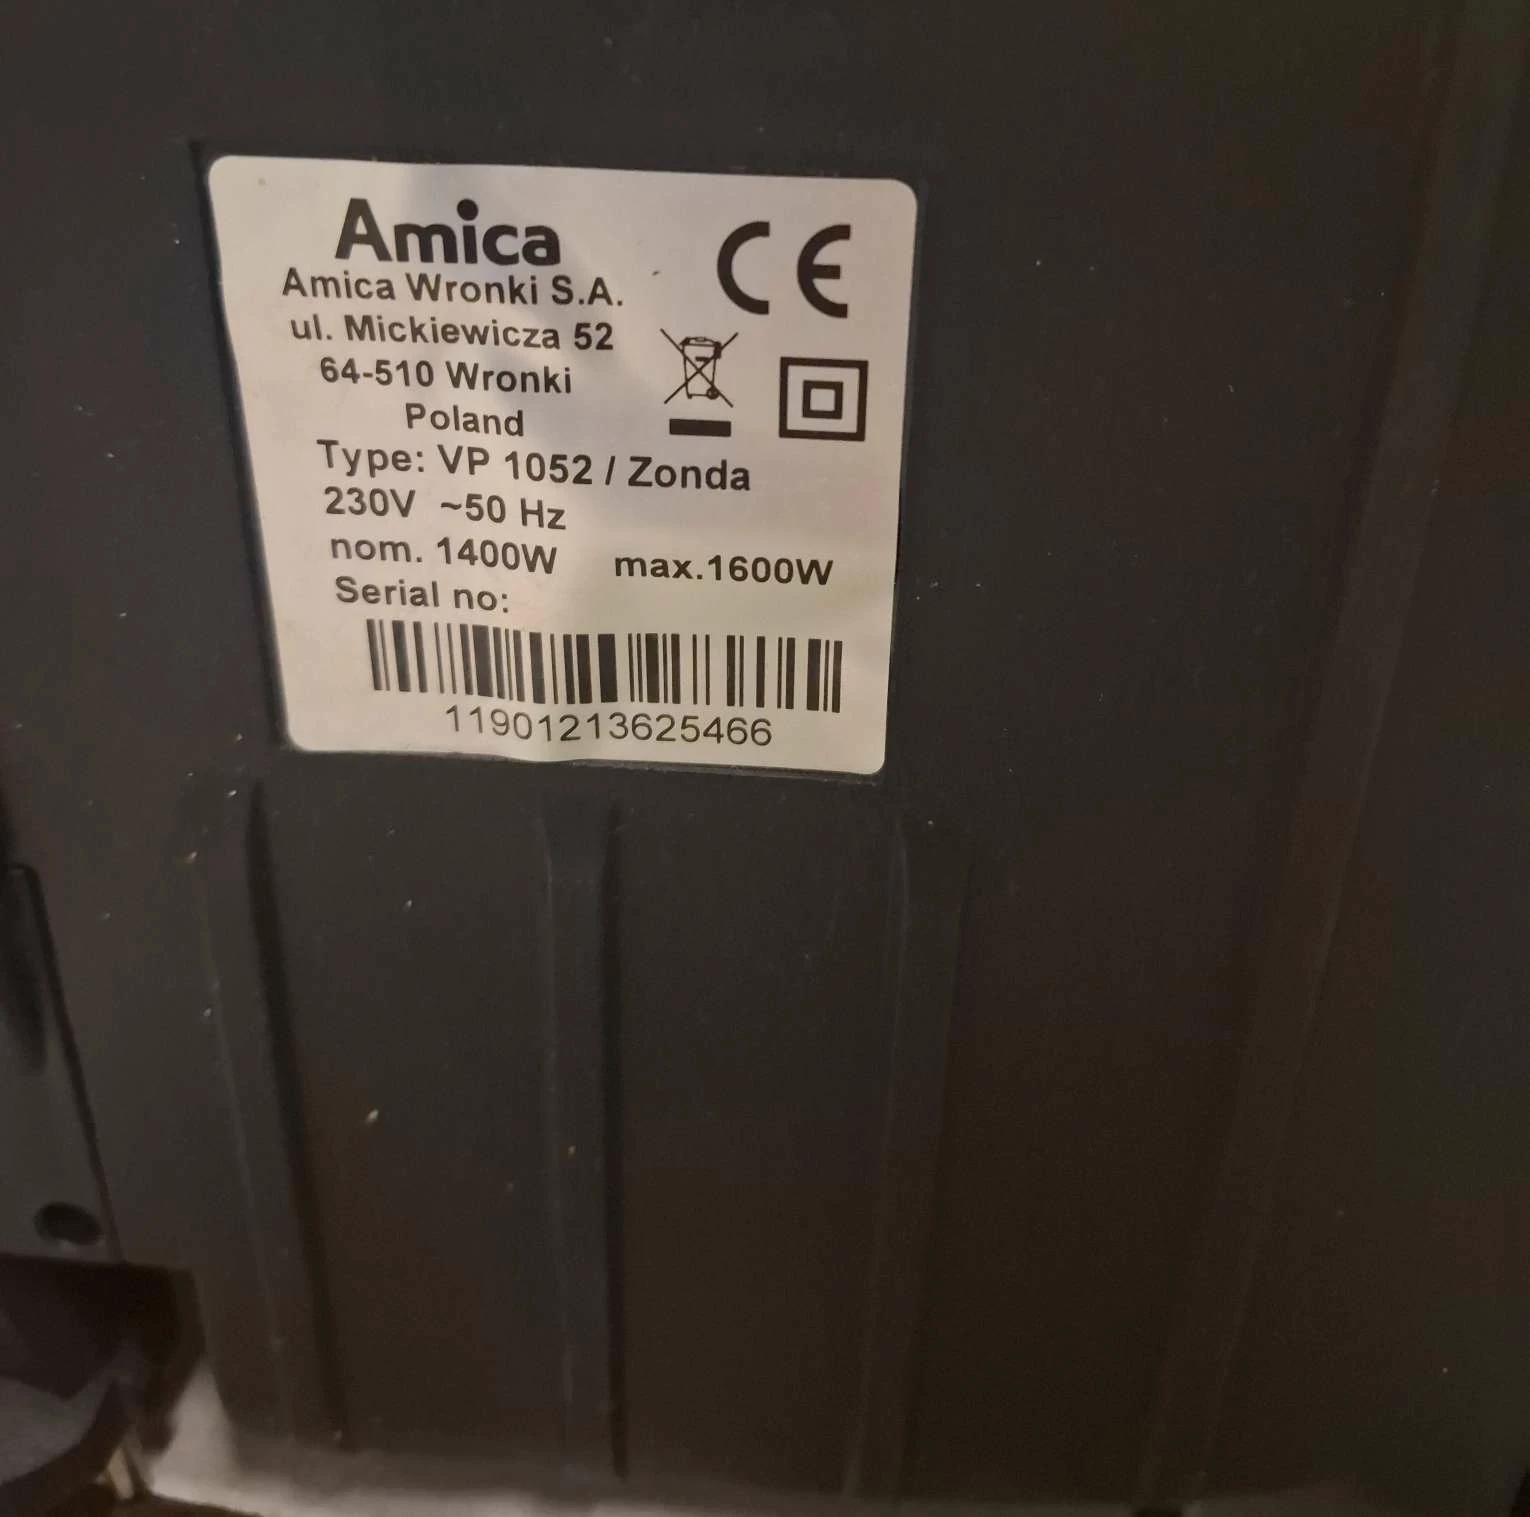 Amica
CE
Amica Wronki S.A.
ul. Mickiewicza 52
64-510 Wronki
Poland
Type: VP 1052 / Zonda
230V ~50 Hz
nom. 1400W max.1600W
Serial no:
11901213625466